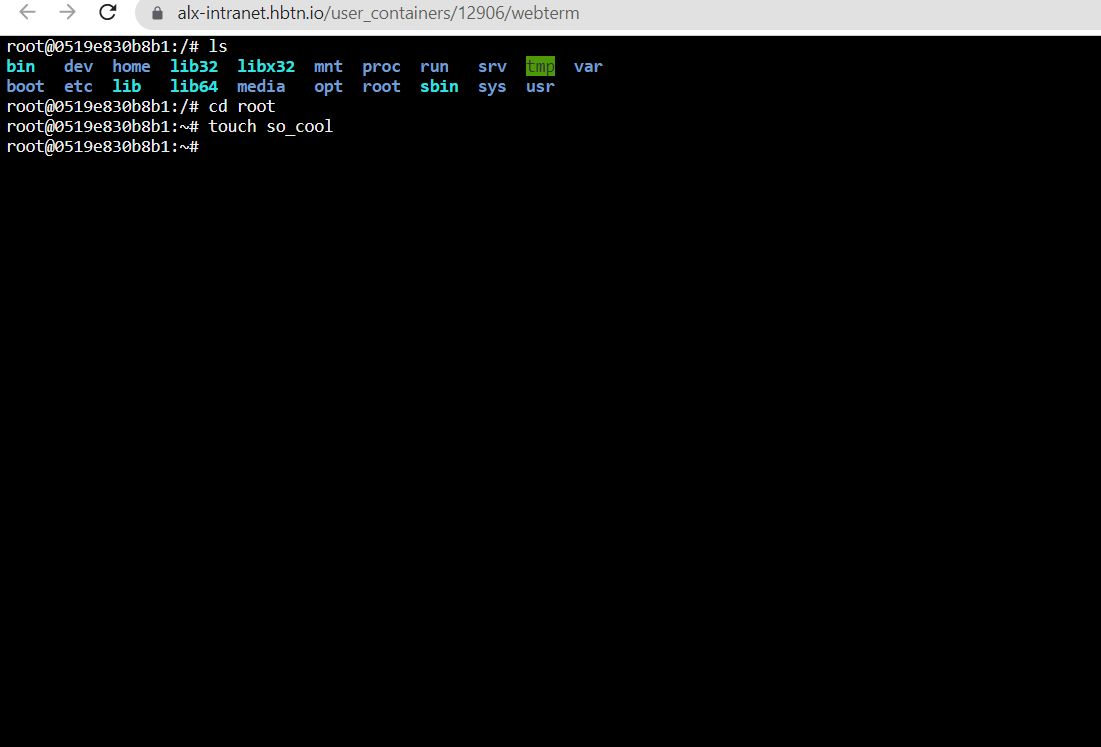 alx-intranet.hbtn.io/user_containers/12906/webterm
root@0519e830b8b1:/# ls
bin   dev  home  lib32  libx32  mnt  proc  run   srv  tmp  var
boot  etc  lib   lib64  media   opt  root  sbin  sys  usr
root@0519e830b8b1:/# cd root
root@0519e830b8b1:~# touch so_cool
root@0519e830b8b1:~#